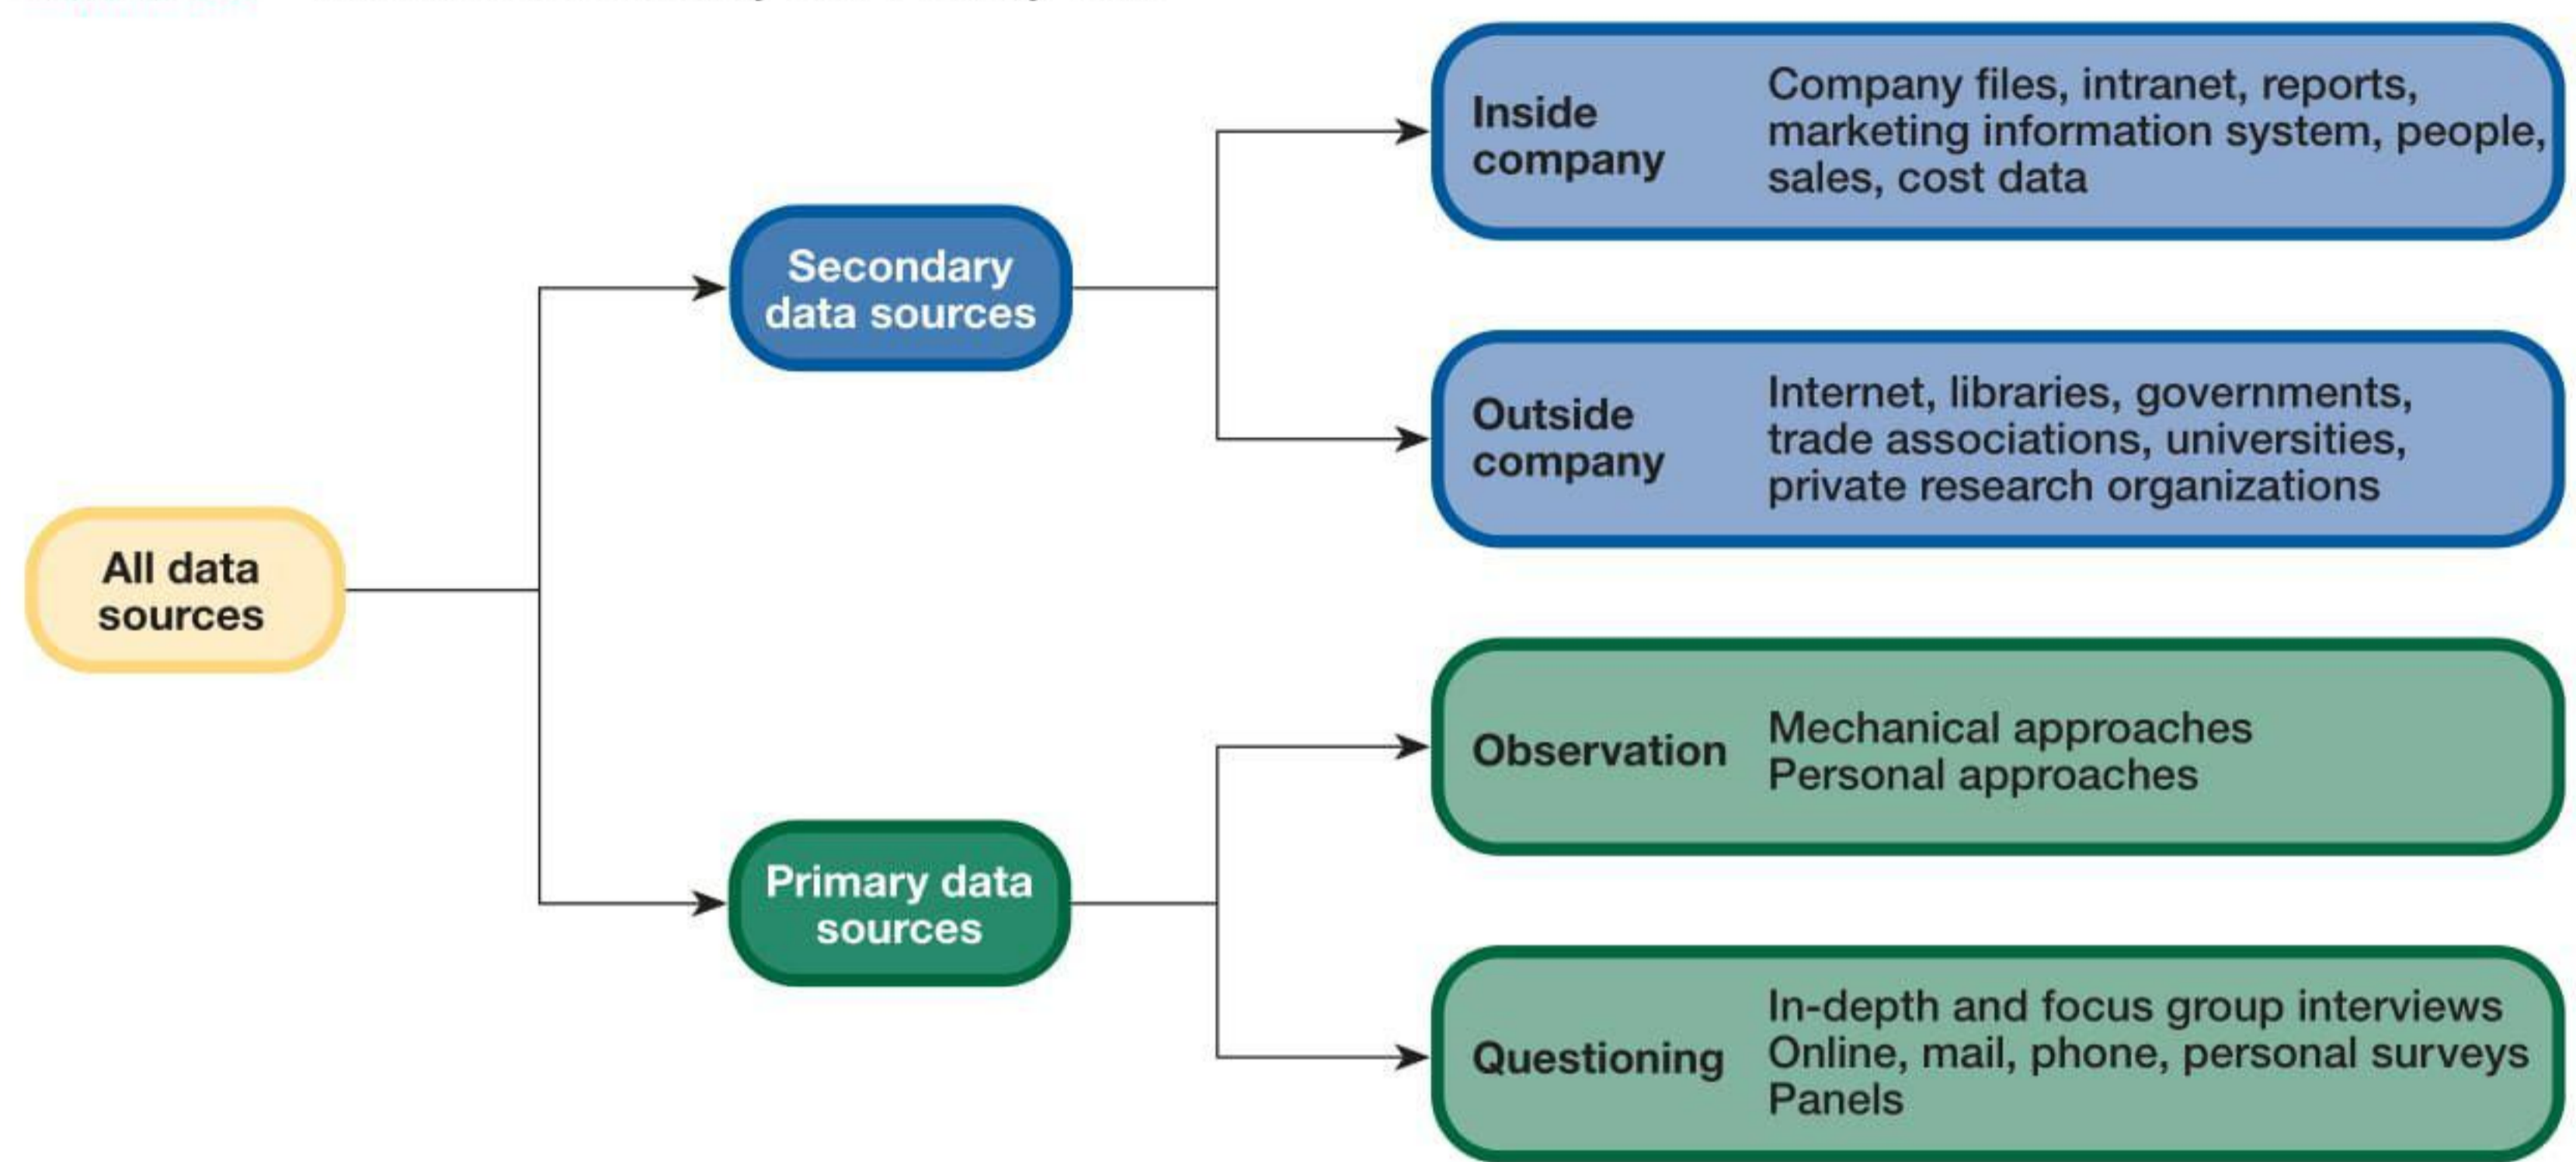 All data
sources
Secondary
data sources
Primary data
sources
Inside
company
Company files, intranet, reports,
marketing information system, people,
sales, cost data
Outside
company
Internet, libraries, governments,
trade associations, universities,
private research organizations
Observation
Mechanical approaches
Personal approaches
Questioning
In-depth and focus group interviews
Online, mail, phone, personal surveys
Panels